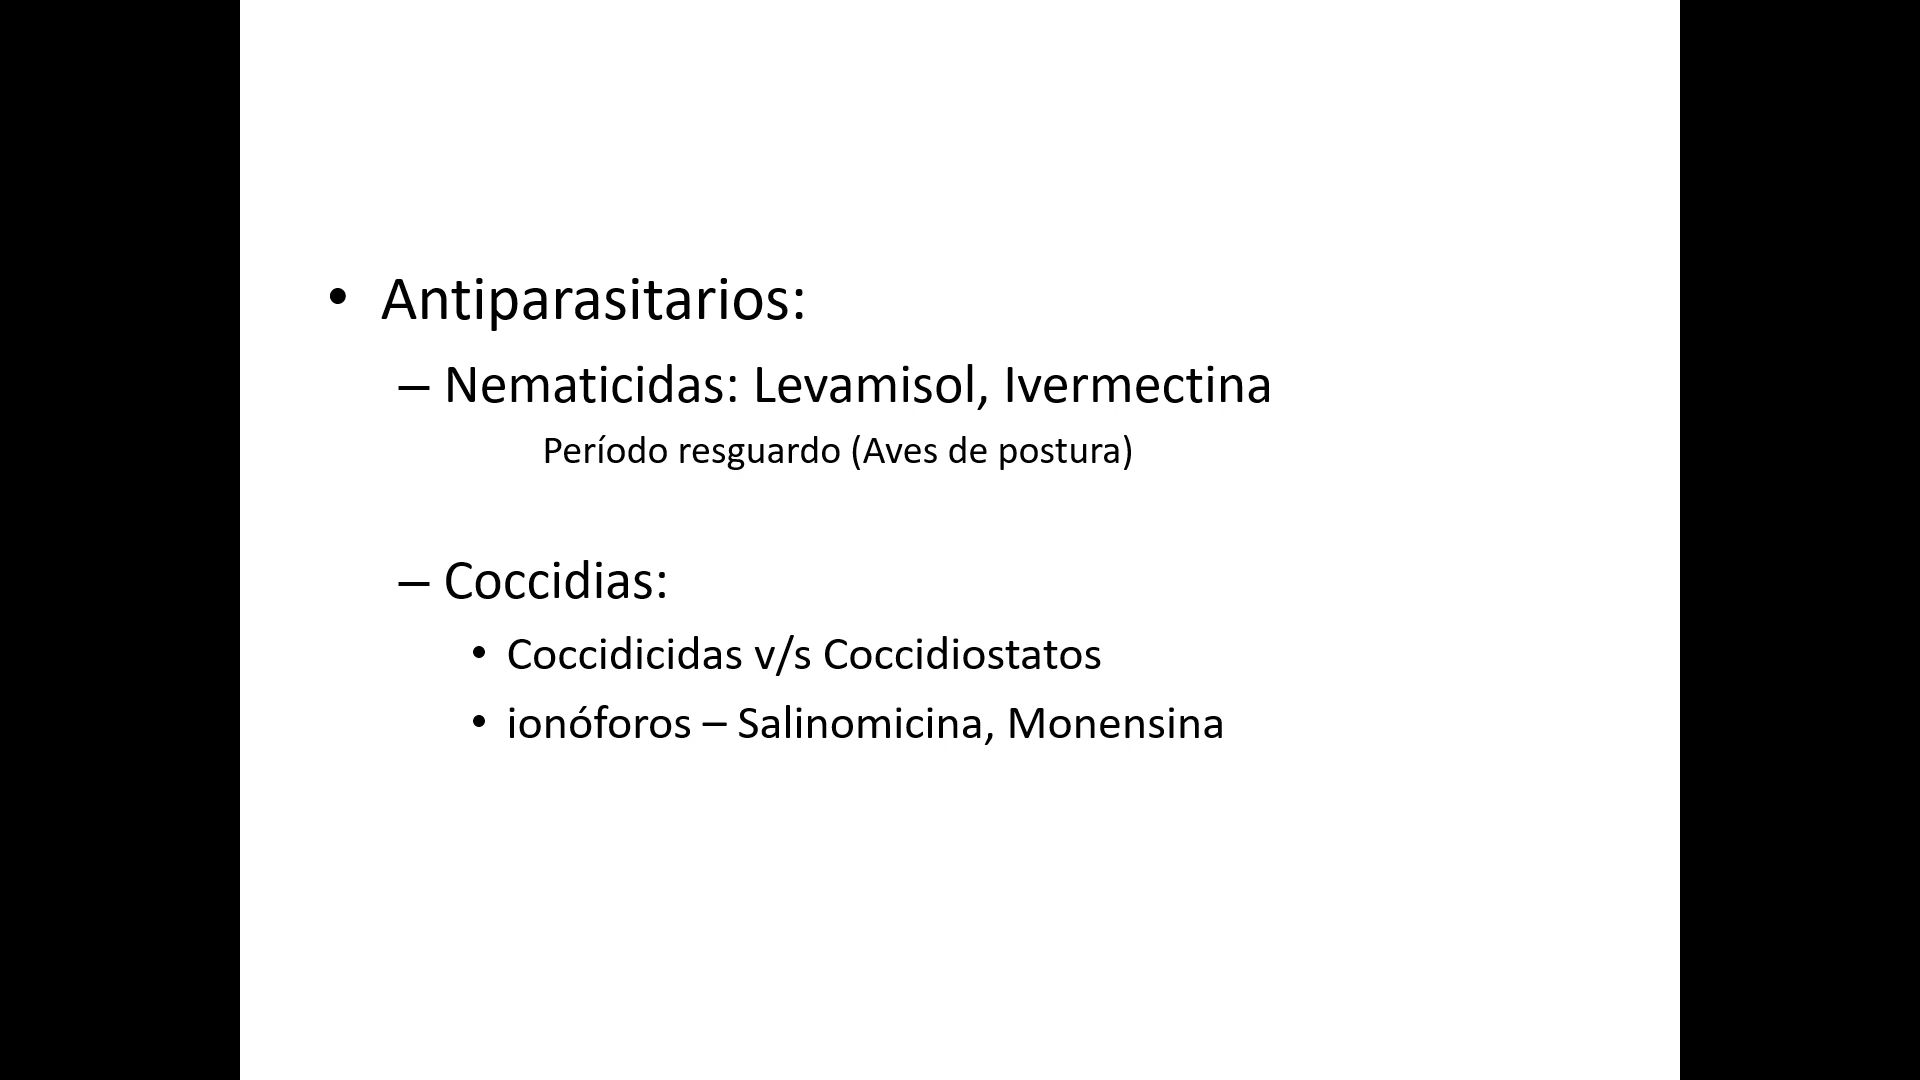 • Antiparasitarios:
– Nematicidas: Levamisol, Ivermectina
Período resguardo (Aves de postura)
– Coccidias:
• Coccidicidas v/s Coccidiostatos
• ionóforos – Salinomicina, Monensina